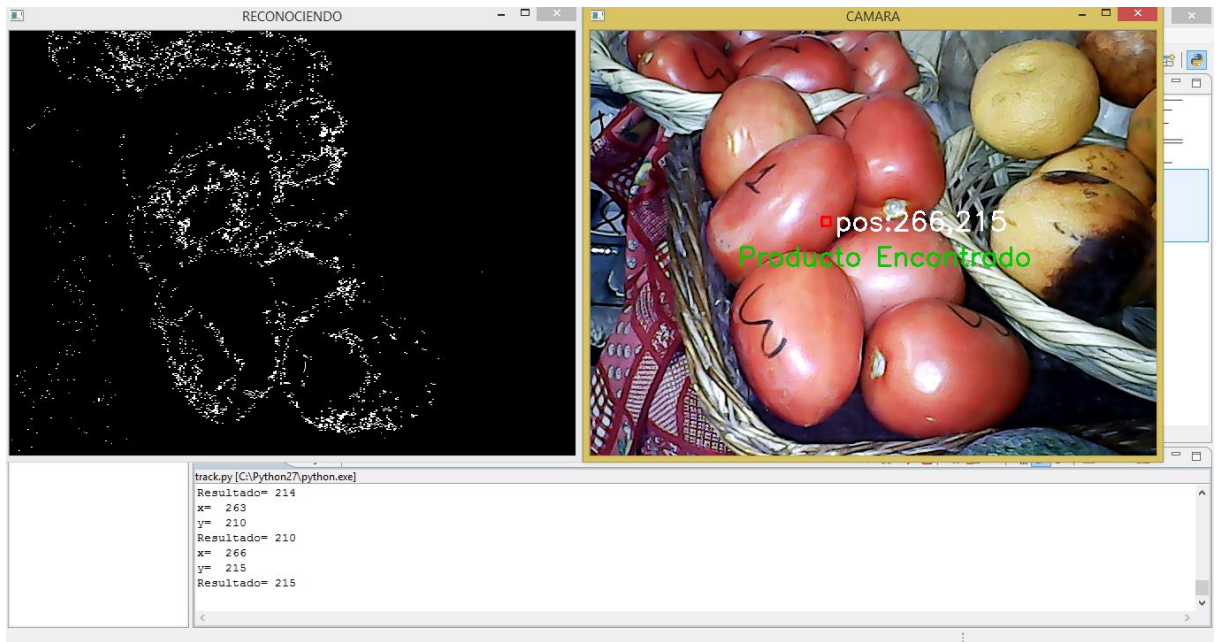 RECONOCIENDO
CAMARA
pos:266,215
Producto Encontrado
track.py [C:\Python27\python.exe]
Resultado= 214
x= 263
y= 210
Resultado= 210
x= 266
y= 215
Resultado= 215